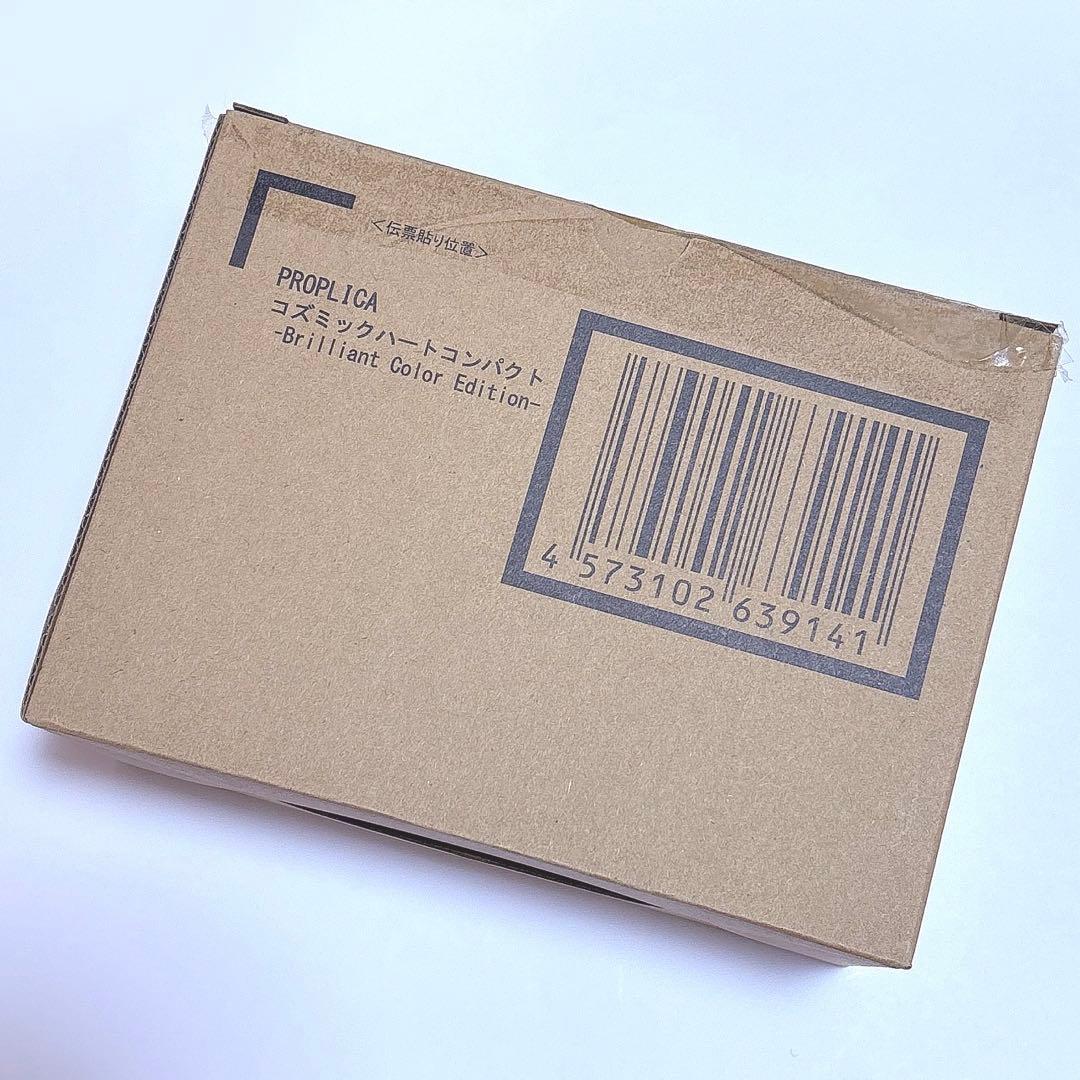 <伝票貼り位置>
PROPLICA
コズミックハートコンパクト
-Brilliant Color Edition-
4 573102 639141